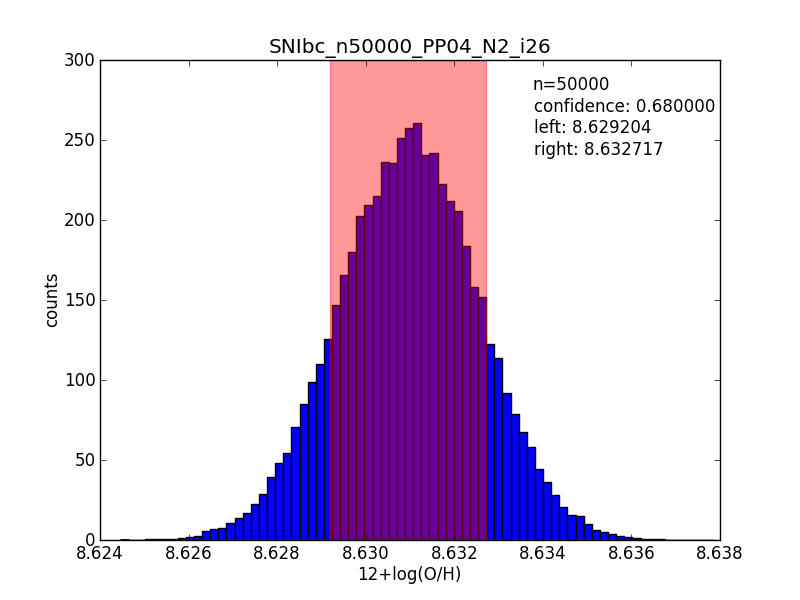 SNIbc_n50000_PP04_N2_i26
n=50000
confidence: 0.680000
left: 8.629204
right: 8.632717
counts
300
250
200
150
100
50
0
8.624 8.626 8.628 8.630 8.632 8.634 8.636 8.638
12+log(O/H)